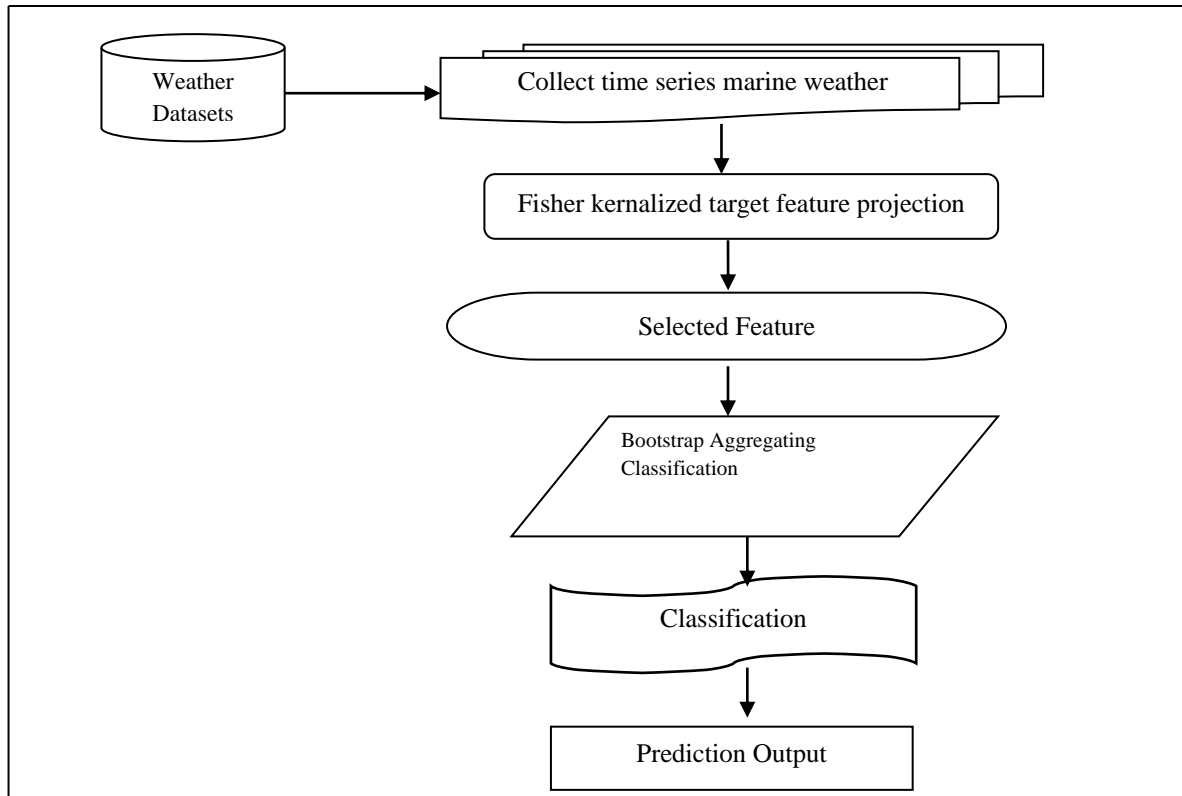 Weather
Datasets
Collect time series marine weather
Fisher kernalized target feature projection
Selected Feature
Bootstrap Aggregating
Classification
Classification
Prediction Output